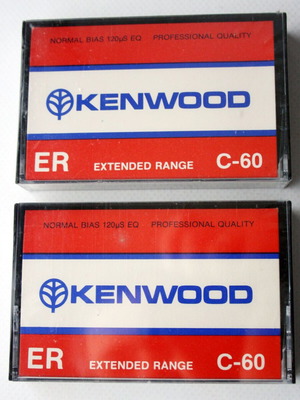 NORMAL BIAS 120µS EQ PROFESSIONAL QUALITY
KENWOOD
ER EXTENDED RANGE C-60
NORMAL BIAS 120µS EQ PROFESSIONAL QUALITY
KENWOOD
ER EXTENDED RANGE C-60